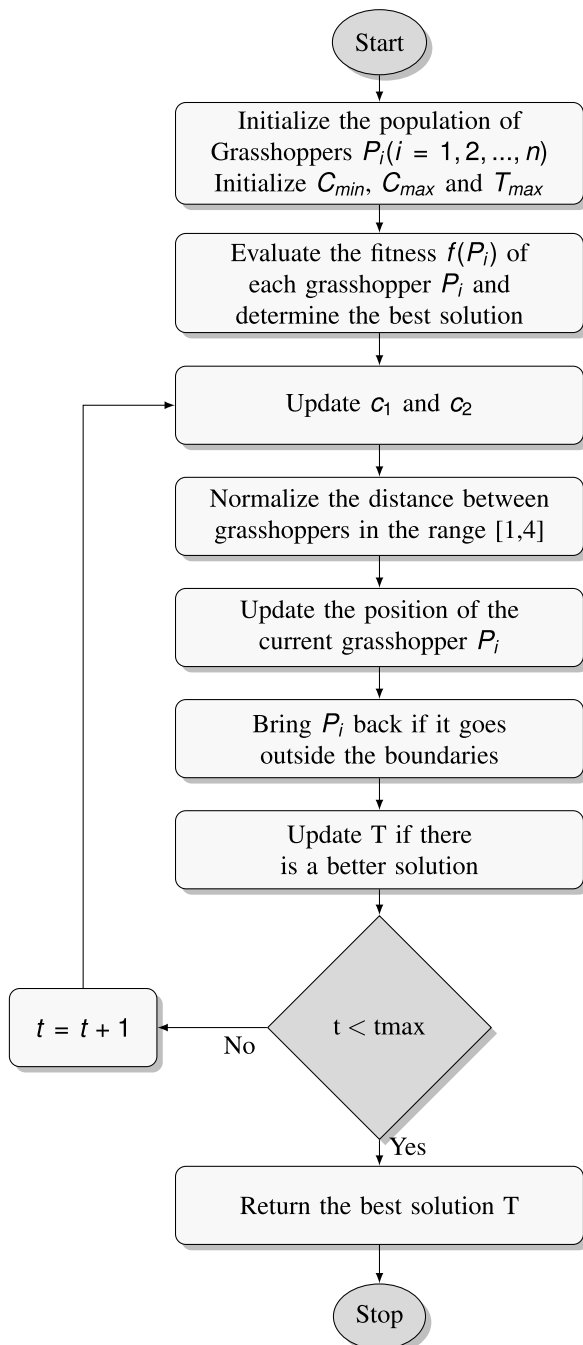 Start
Initialize the population of
Grasshoppers P_i(i = 1, 2, ..., n)
Initialize C_min, C_max and T_max
Evaluate the fitness f(P_i) of
each grasshopper P_i and
determine the best solution
Update c_1 and c_2
Normalize the distance between
grasshoppers in the range [1,4]
Update the position of the
current grasshopper P_i
Bring P_i back if it goes
outside the boundaries
Update T if there
is a better solution
t < tmax
t = t + 1
No
Yes
Return the best solution T
Stop